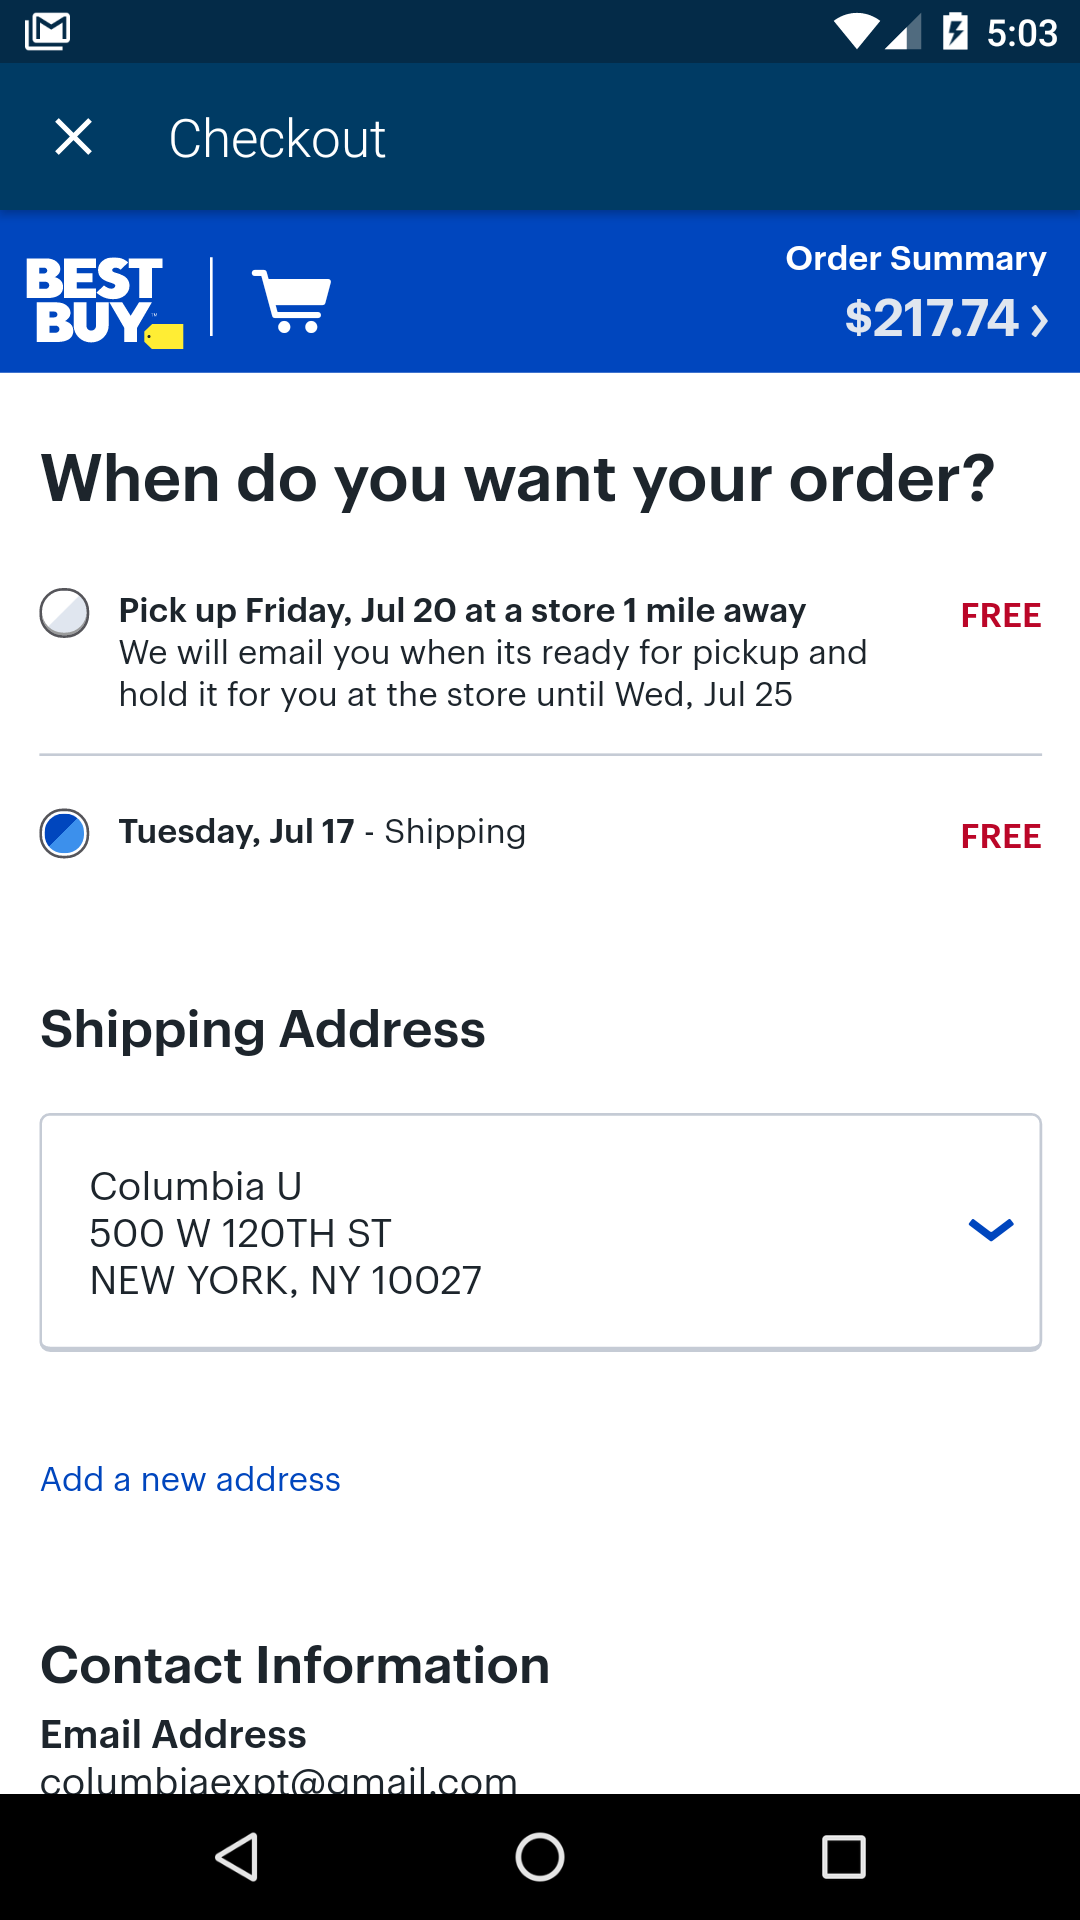 5:03
Checkout
BEST
BUY
Order Summary
$217.74
When do you want your order?
Pick up Friday, Jul 20 at a store 1 mile away
FREE
We will email you when its ready for pickup and
hold it for you at the store until Wed, Jul 25
Tuesday, Jul 17 - Shipping
FREE
Shipping Address
Columbia U
500 W 120TH ST
NEW YORK, NY 10027
Add a new address
Contact Information
Email Address
columbiaexpt@gmail.com